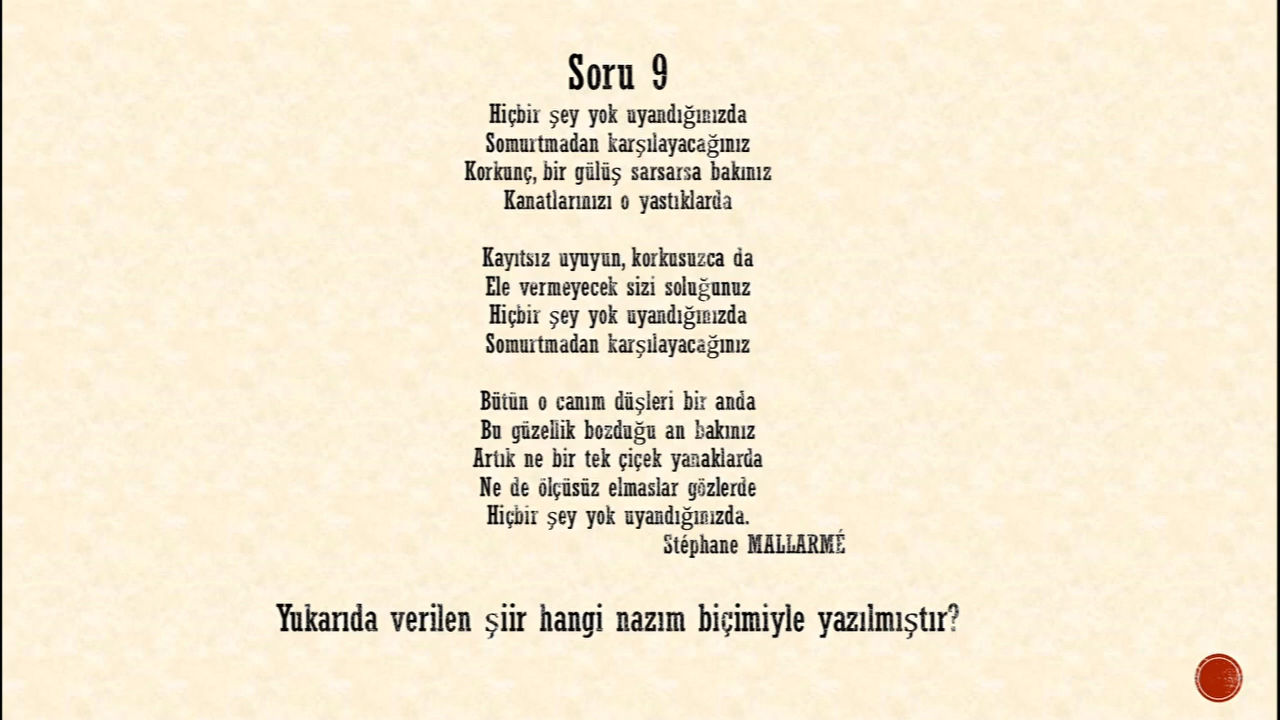 Soru 9
Hiçbir şey yok uyandığınızda
Somurtmadan karşılayacağınız
Korkunç, bir gülüş sarsarsa bakınız
Kanatlarınızı o yastıklarda
Kayıtsız uyuyun, korkusuzca da
Ele vermeyecek sizi soluğunuz
Hiçbir şey yok uyandığınızda
Somurtmadan karşılayacağınız
Bütün o canım düşleri bir anda
Bu güzellik bozduğu an bakınız
Artık ne bir tek çiçek yanaklarda
Ne de ölçüsüz elmaslar gözlerde
Hiçbir şey yok uyandığınızda.
Stéphane MALLARMÉ
Yukarıda verilen şiir hangi nazım biçimiyle yazılmıştır?